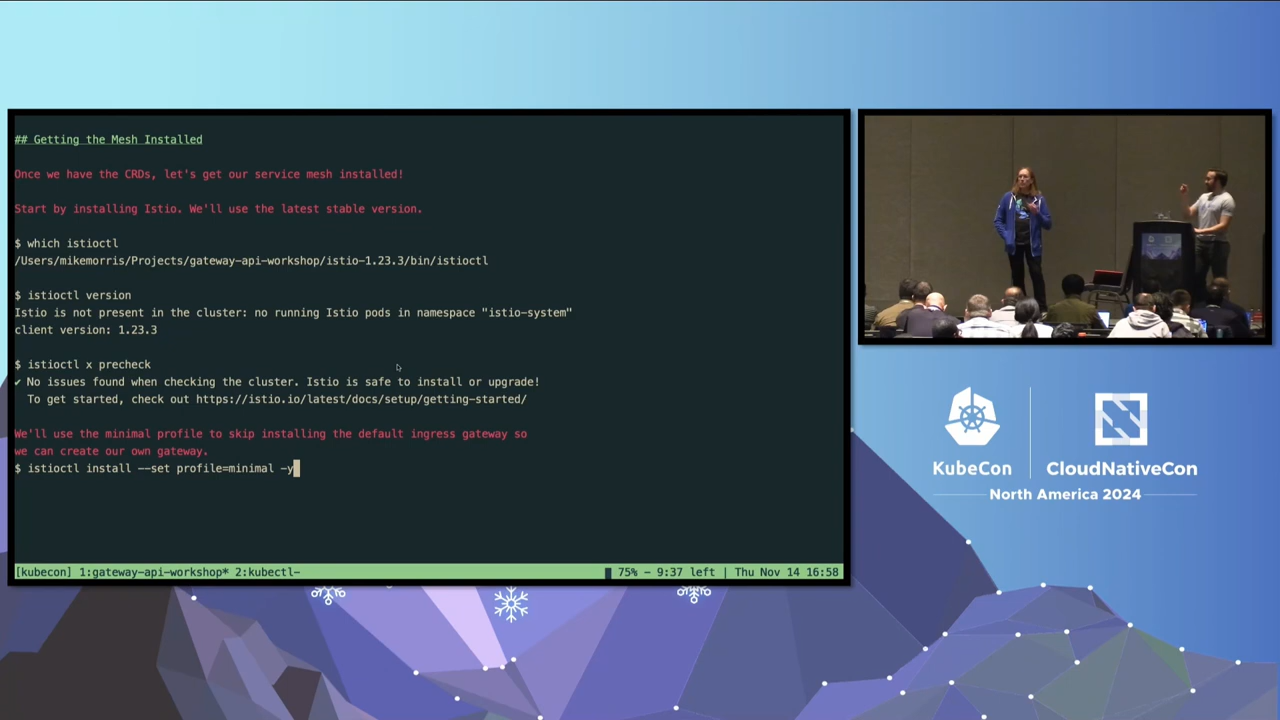 ## Getting the Mesh Installed
Once we have the CRDs, let's get our service mesh installed!
Start by installing Istio. We'll use the latest stable version.
$ which istioctl
/Users/mikemorris/Projects/gateway-api-workshop/istio-1.23.3/bin/istioctl
$ istioctl version
Istio is not present in the cluster: no running Istio pods in namespace "istio-system"
client version: 1.23.3
$ istioctl x precheck
✔ No issues found when checking the cluster. Istio is safe to install or upgrade!
To get started, check out https://istio.io/latest/docs/setup/getting-started/
We'll use the minimal profile to skip installing the default ingress gateway so
we can create our own gateway.
$ istioctl install --set profile=minimal -y
[kubecon] 1:gateway-api-workshop* 2:kubectl- 75% - 9:37 left | Thu Nov 14 16:58
KubeCon
CloudNativeCon
North America 2024